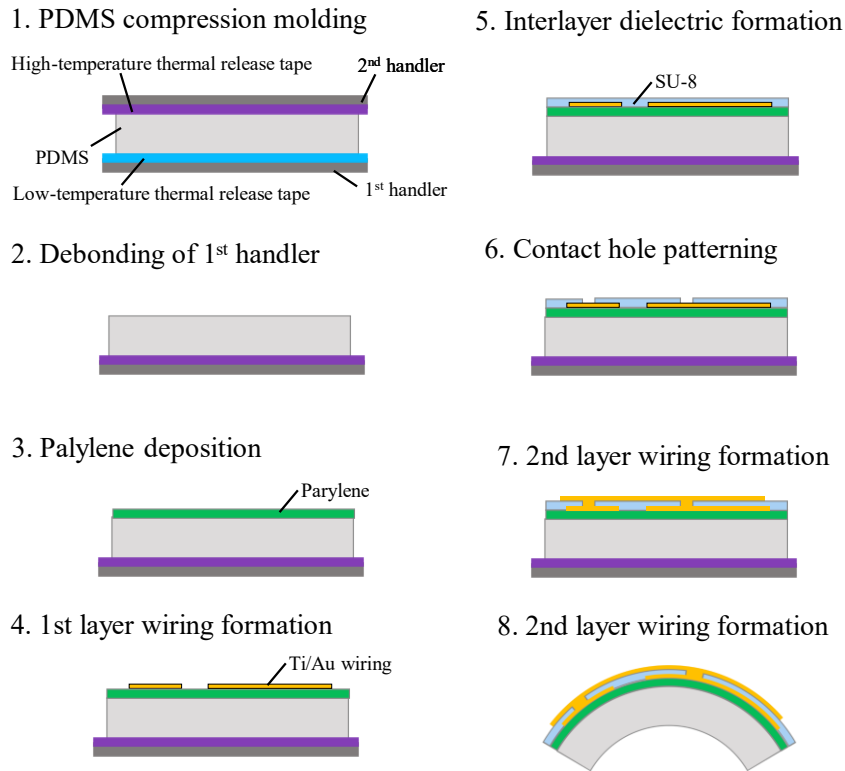 1. PDMS compression molding
High-temperature thermal release tape
2nd handler
PDMS
Low-temperature thermal release tape
1st handler
2. Debonding of 1st handler
3. Palylene deposition
Parylene
4. 1st layer wiring formation
Ti/Au wiring
5. Interlayer dielectric formation
SU-8
6. Contact hole patterning
7. 2nd layer wiring formation
8. 2nd layer wiring formation